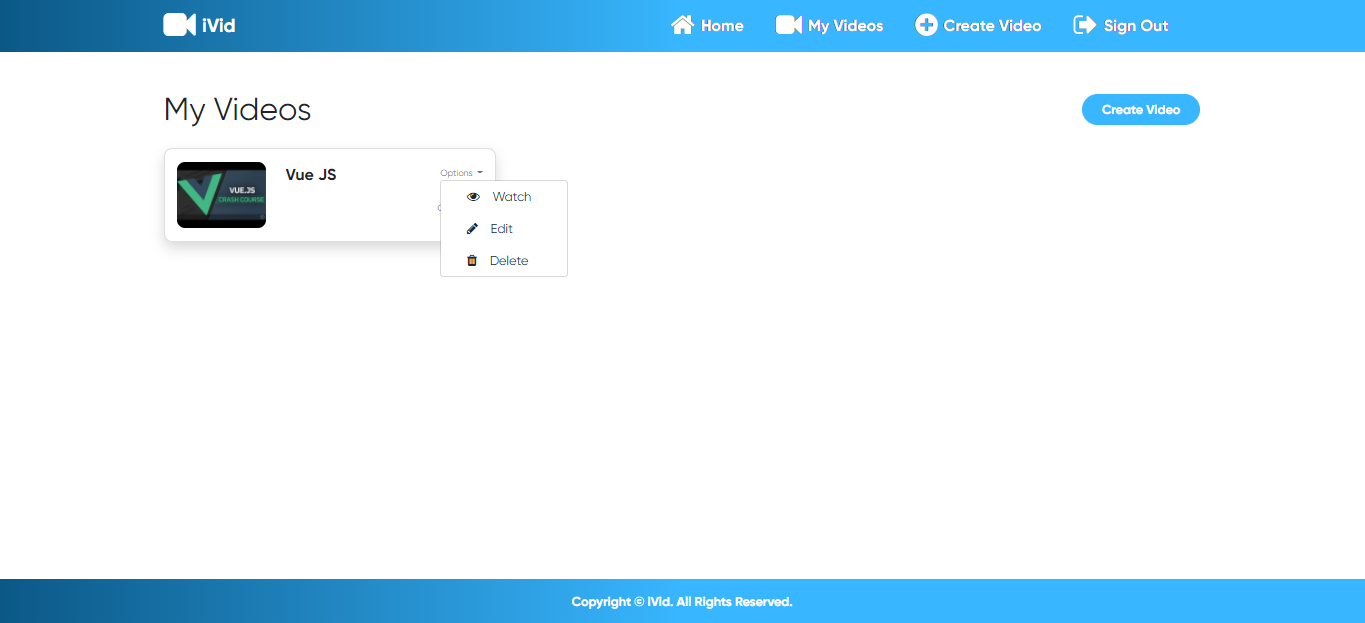 iVid
Home
My Videos
Create Video
Sign Out
My Videos
Create Video
Vue JS
Options
VUE.JS
CRASH COURSE
Watch
Edit
Delete
Copyright © iVid. All Rights Reserved.